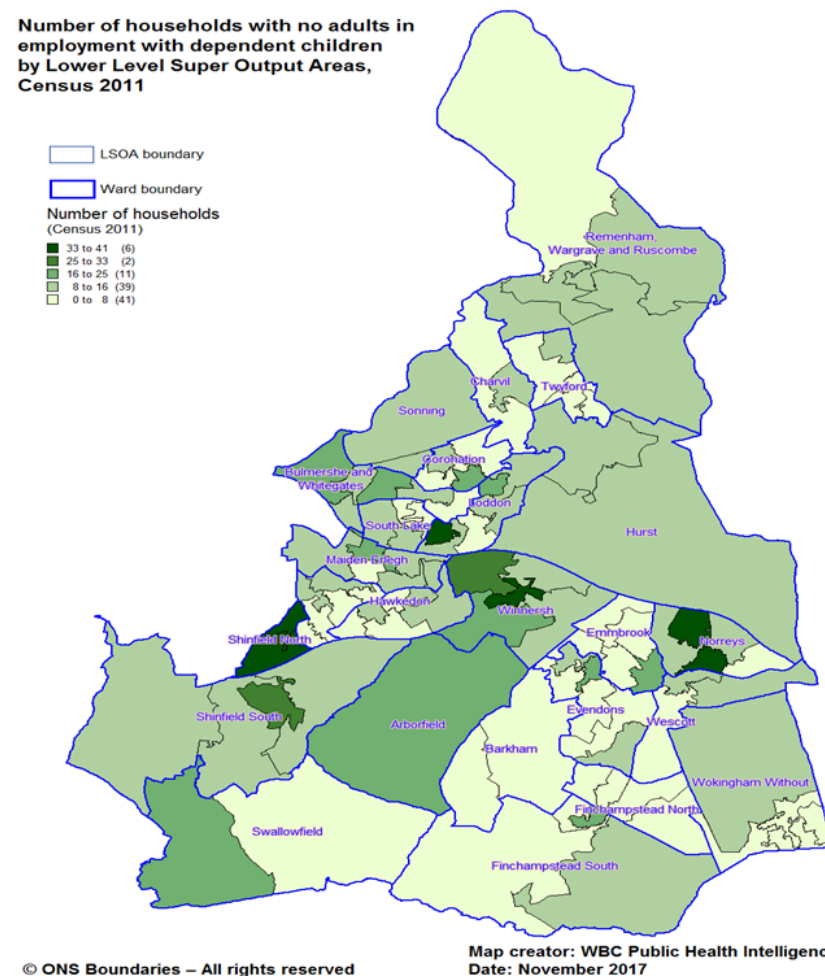 Number of households with no adults in
employment with dependent children
by Lower Level Super Output Areas,
Census 2011
LSOA boundary
Ward boundary
Number of households
(Census 2011)
33 to 41 (6)
25 to 33 (2)
16 to 25 (11)
8 to 16 (39)
0 to 8 (41)
Remenham,
Wargrave and Ruscombe
Charvil
Twyford
Sonning
Coronation
Bulmershe and
Whitegates
Loddon
South Lake
Hurst
Maiden Erlegh
Hawkedon
Winnersh
Emmbrook
Norreys
Shinfield North
Shinfield South
Evendons
Wescott
Arborfield
Barkham
Wokingham Without
Finchampstead North
Swallowfield
Finchampstead South
© ONS Boundaries – All rights reserved
Map creator: WBC Public Health Intelligenc
Date: November 2017